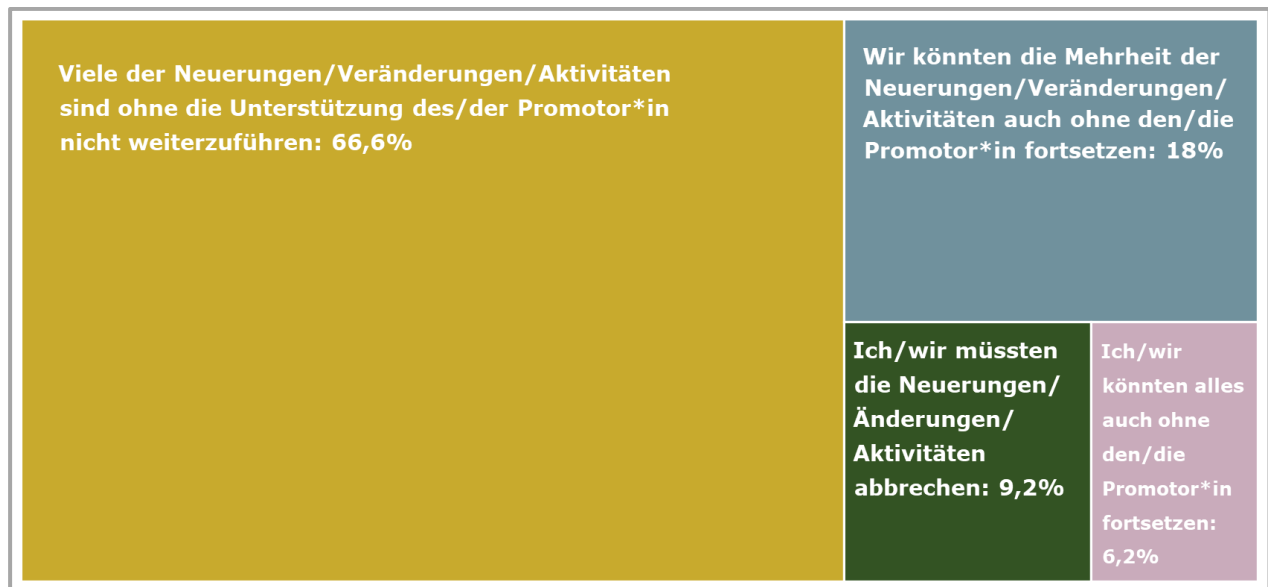 Viele der Neuerungen/Veränderungen/Aktivitäten
sind ohne die Unterstützung des/der Promotor*in
nicht weiterzuführen: 66,6%
Wir könnten die Mehrheit der
Neuerungen/Veränderungen/
Aktivitäten auch ohne den/die
Promotor*in fortsetzen: 18%
Ich/wir müssten
die Neuerungen/
Änderungen/
Aktivitäten
abbrechen: 9,2%
Ich/wir
könnten alles
auch ohne
den/die
Promotor*in
fortsetzen:
6,2%